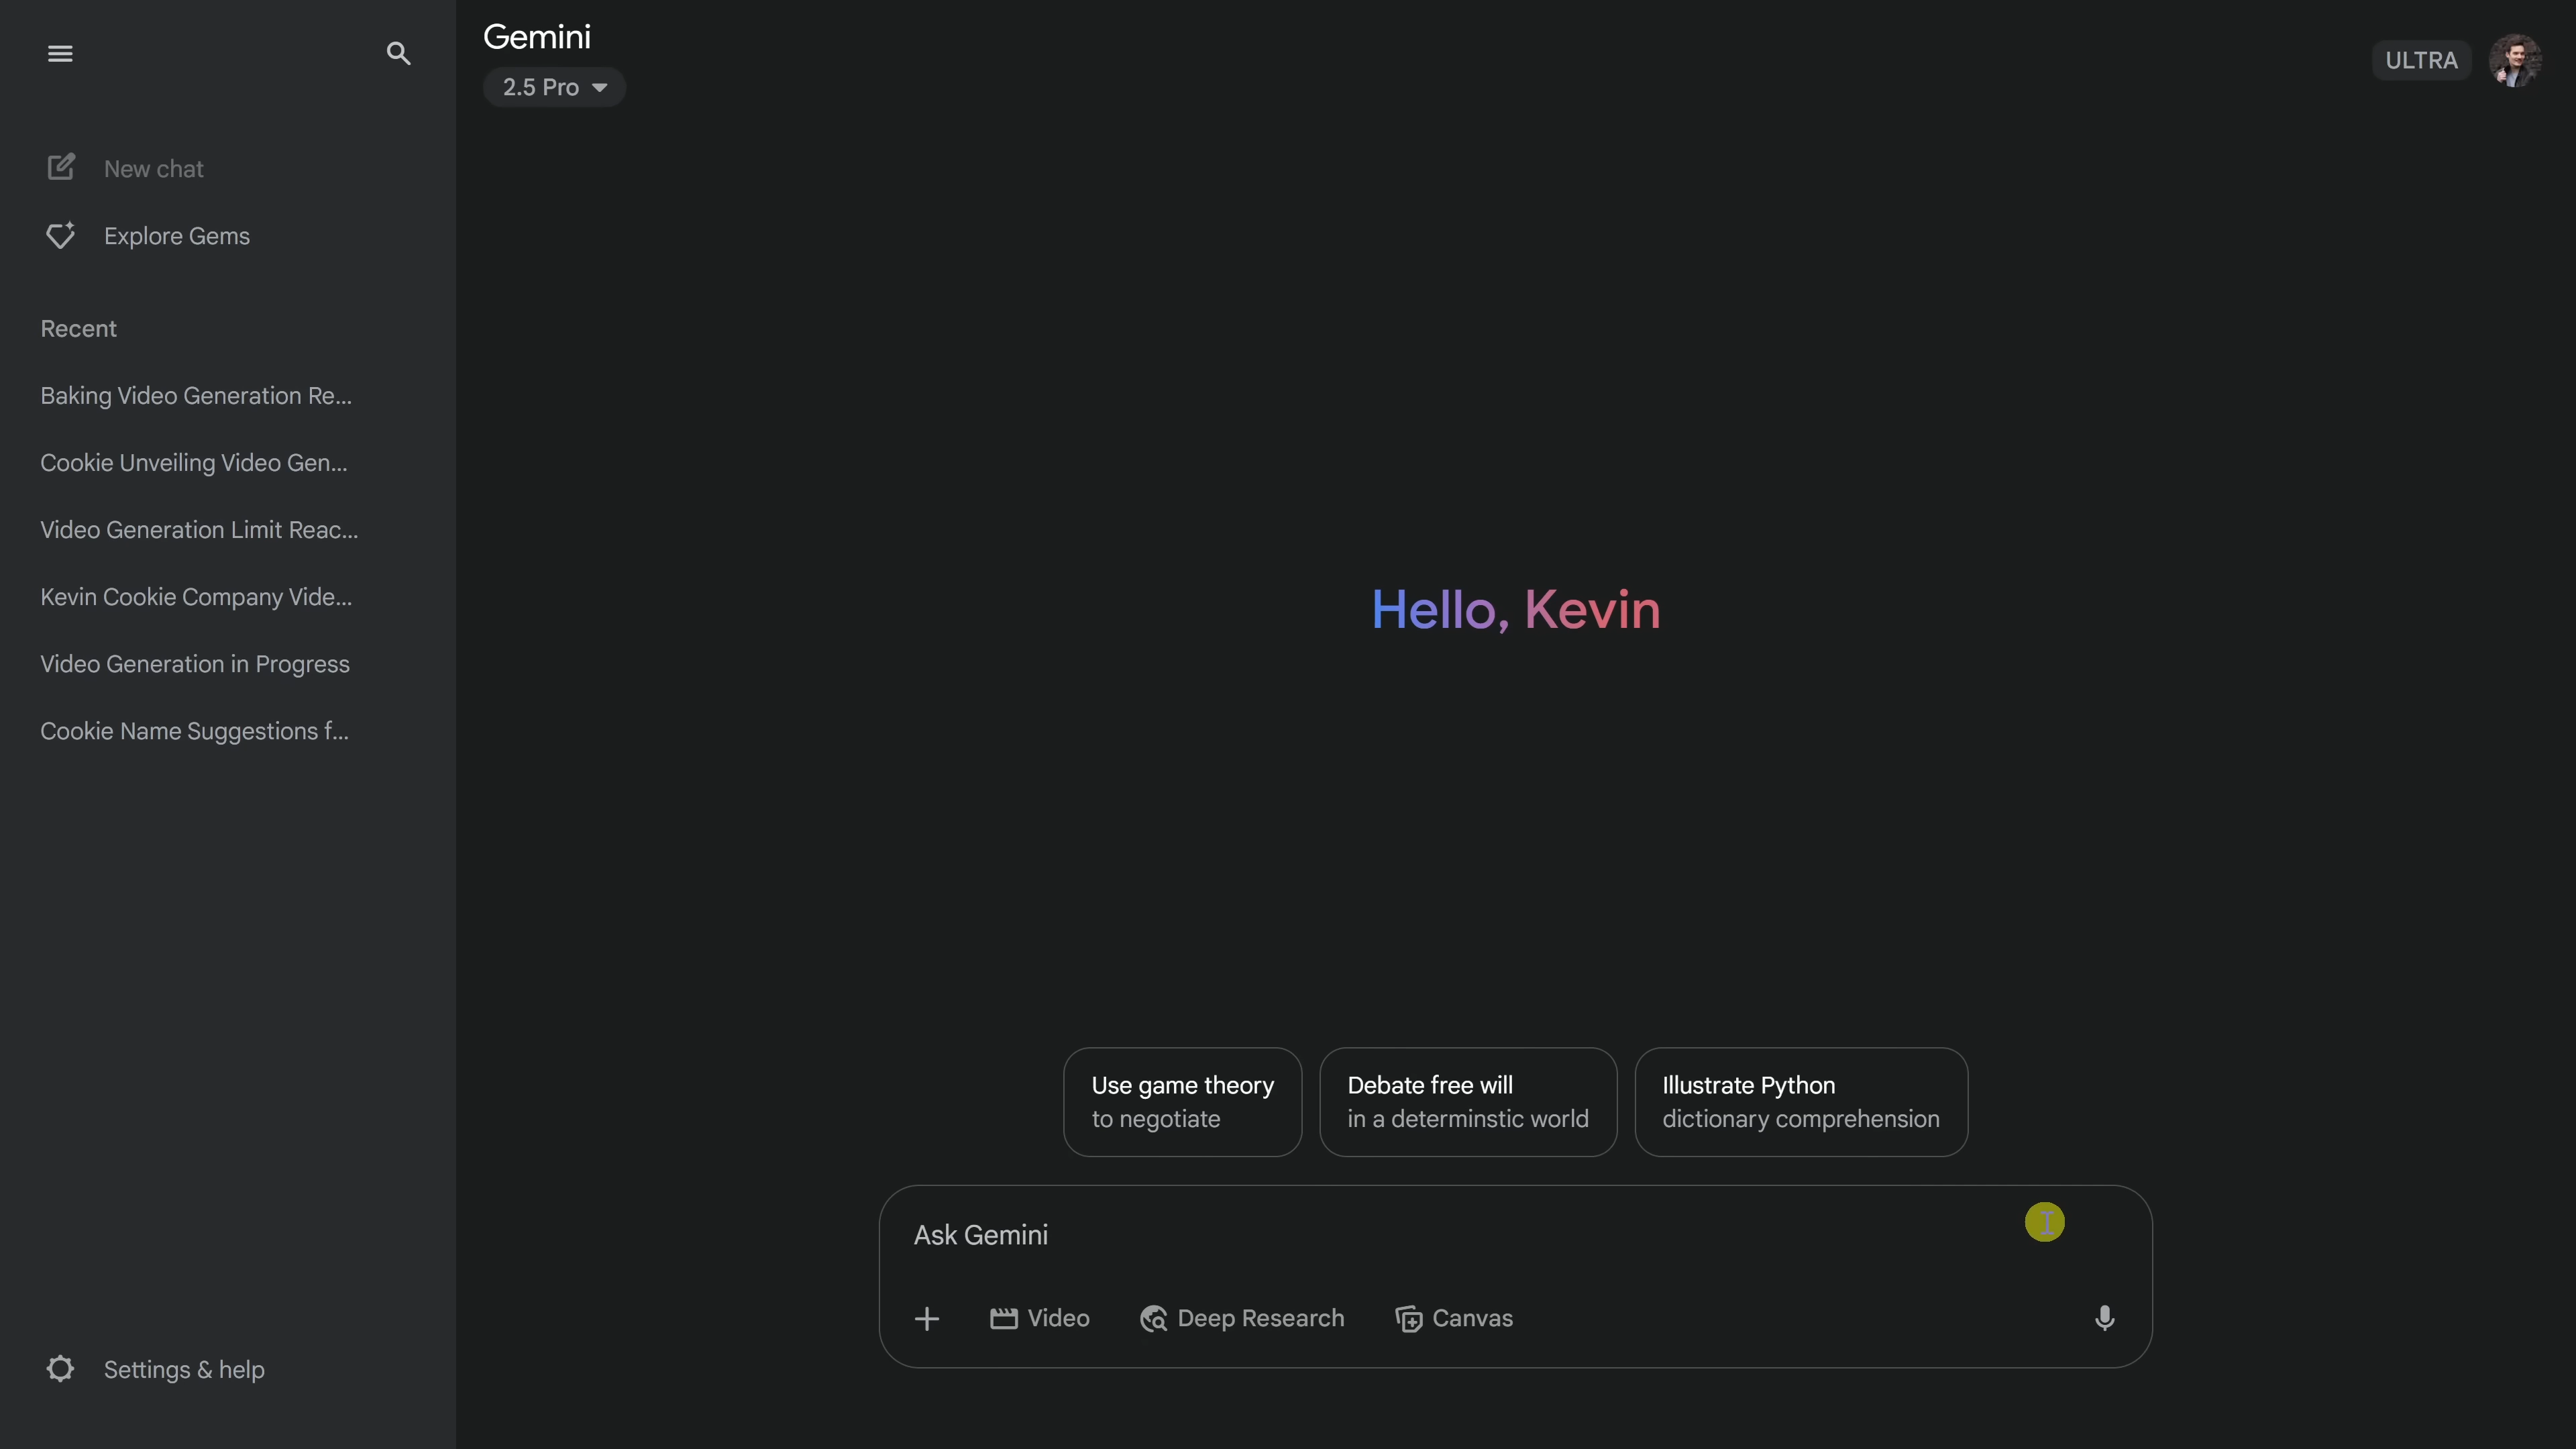 Gemini
2.5 Pro
ULTRA
New chat
Explore Gems
Recent
Baking Video Generation Re...
Cookie Unveiling Video Gen...
Video Generation Limit Reac...
Kevin Cookie Company Vide...
Video Generation in Progress
Cookie Name Suggestions f...
Settings & help
Hello, Kevin
Use game theory
to negotiate
Debate free will
in a determinstic world
Illustrate Python
dictionary comprehension
Ask Gemini
Video
Deep Research
Canvas